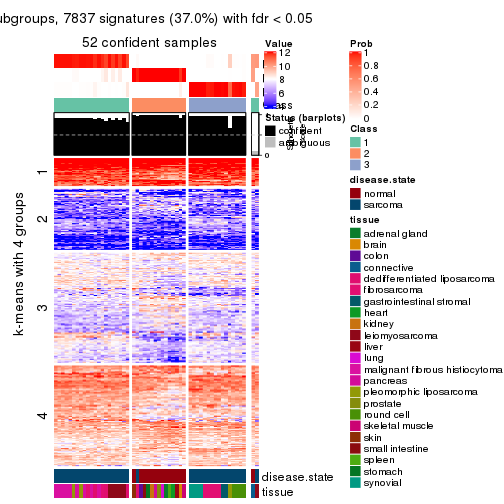 ubgroups, 7837 signatures (37.0%) with fdr < 0.05
52 confident samples
k-means with 4 groups
1
2
3
4
Value
12
10
8
6
Status (barplots)
confident
ambiguous
0
disease.state
tissue
Prob
1
0.8
0.6
0.4
0.2
0
Class
1
2
3
disease.state
normal
sarcoma
tissue
adrenal gland
brain
colon
connective
dedifferentiated liposarcoma
fibrosarcoma
gastrointestinal stromal
heart
kidney
leiomyosarcoma
liver
lung
malignant fibrous histiocytoma
pancreas
pleomorphic liposarcoma
prostate
round cell
skeletal muscle
skin
small intestine
spleen
stomach
synovial